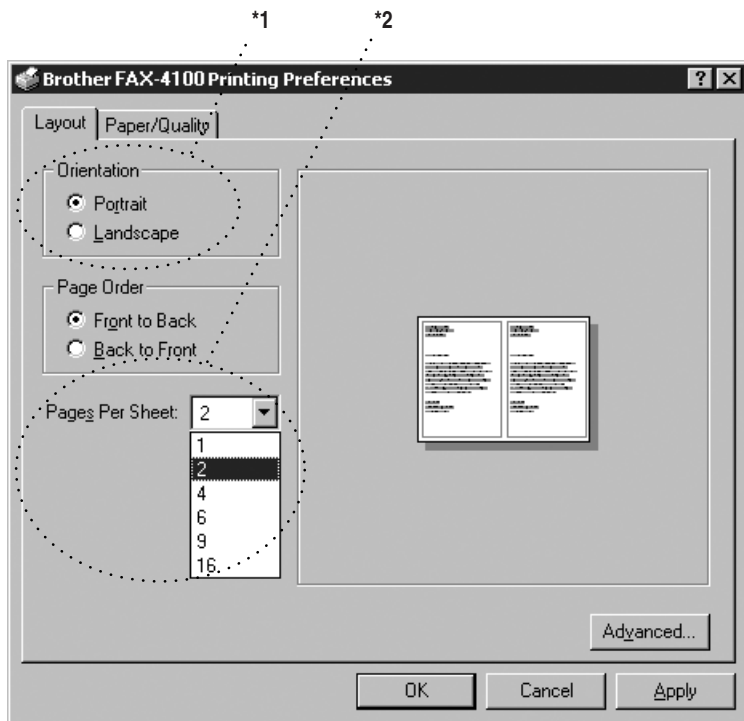 *1 *2
Brother FAX-4100 Printing Preferences
Layout Paper/Quality
Orientation
Portrait
Landscape
Page Order
Front to Back
Back to Front
Pages Per Sheet: 2
1
2
4
6
9
16
Advanced...
OK Cancel Apply